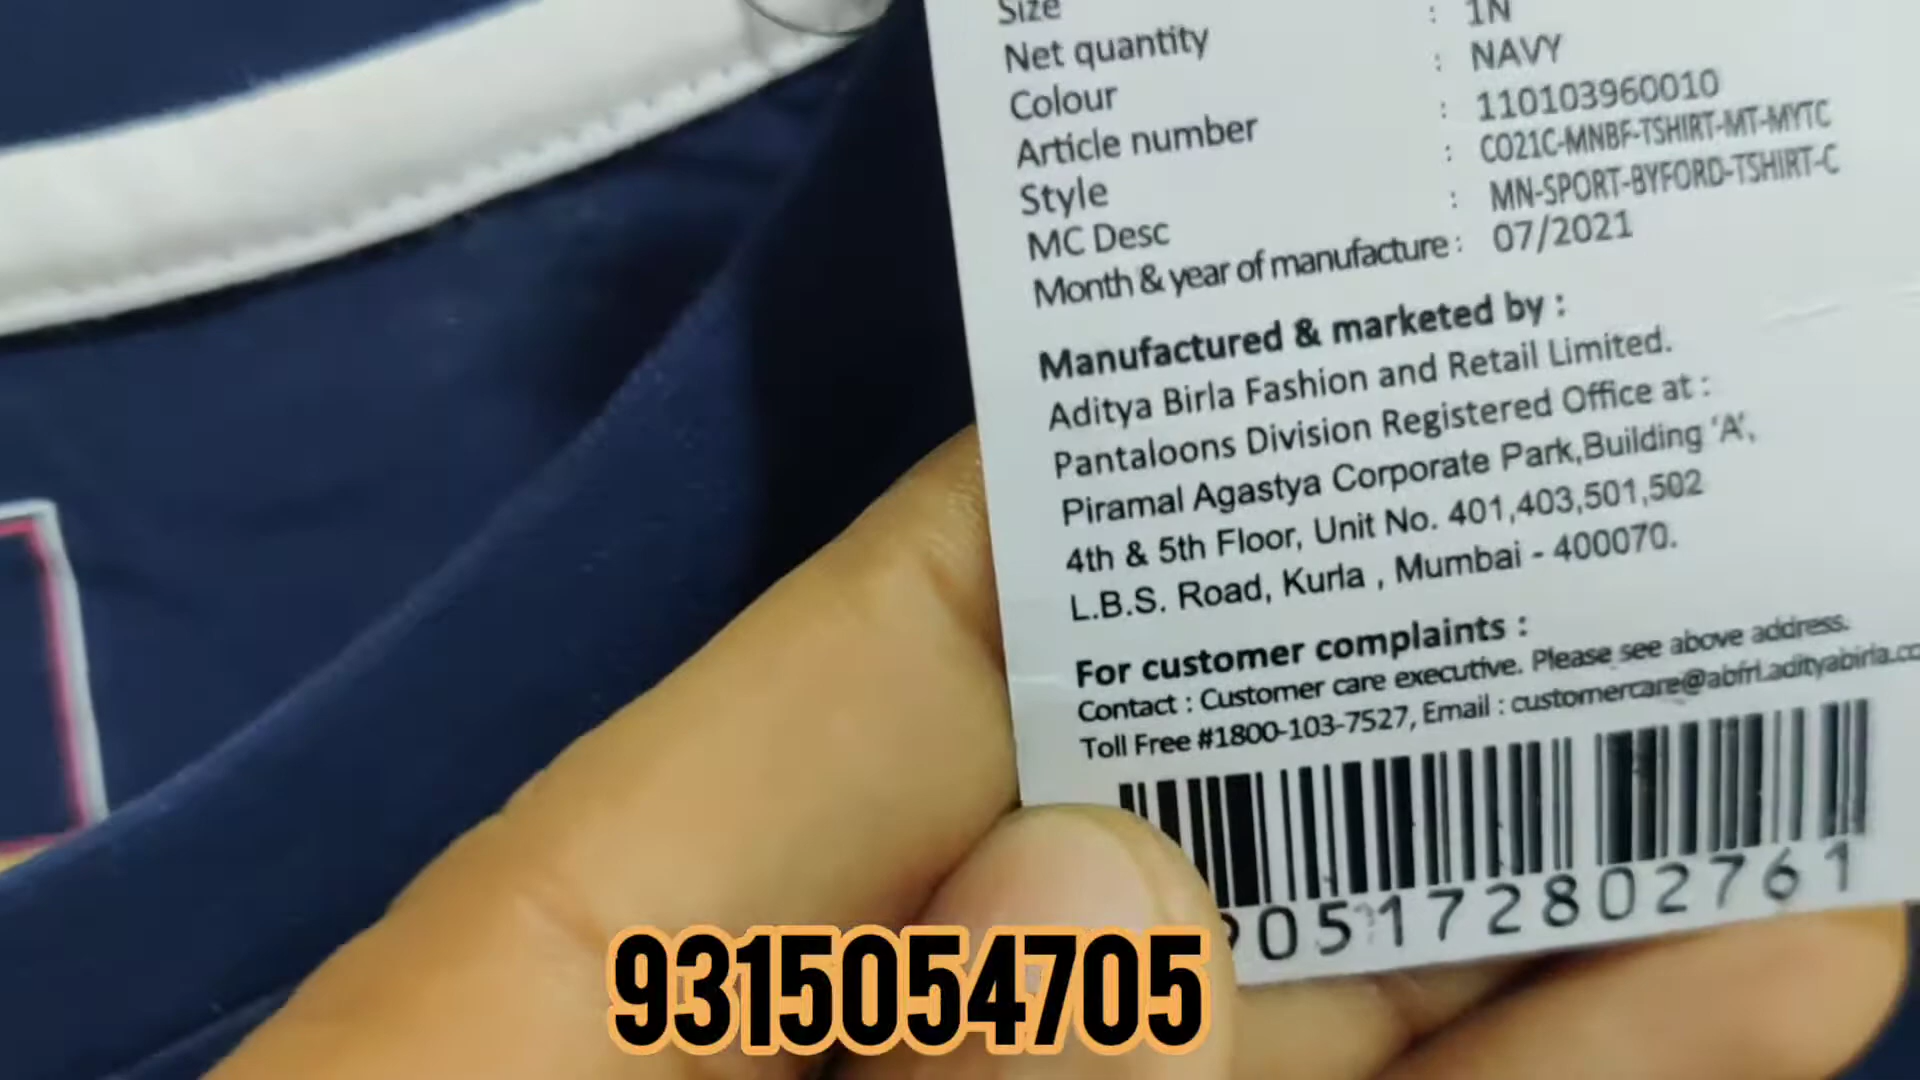 Size
Net quantity : 1N
Colour : NAVY
Article number : 110103960010
Style : CO21C-MNBF-TSHIRT-MT-MYTC
MC Desc : MN-SPORT-BYFORD-TSHIRT-C
Month & year of manufacture : 07/2021
Manufactured & marketed by :
Aditya Birla Fashion and Retail Limited.
Pantaloons Division Registered Office at :
Piramal Agastya Corporate Park,Building 'A',
4th & 5th Floor, Unit No. 401,403,501,502
L.B.S. Road, Kurla , Mumbai - 400070.
For customer complaints :
Contact : Customer care executive. Please see above address.
Toll Free #1800-103-7527, Email : customercare@abfrl.adityabirla.co
05172802761
9315054705